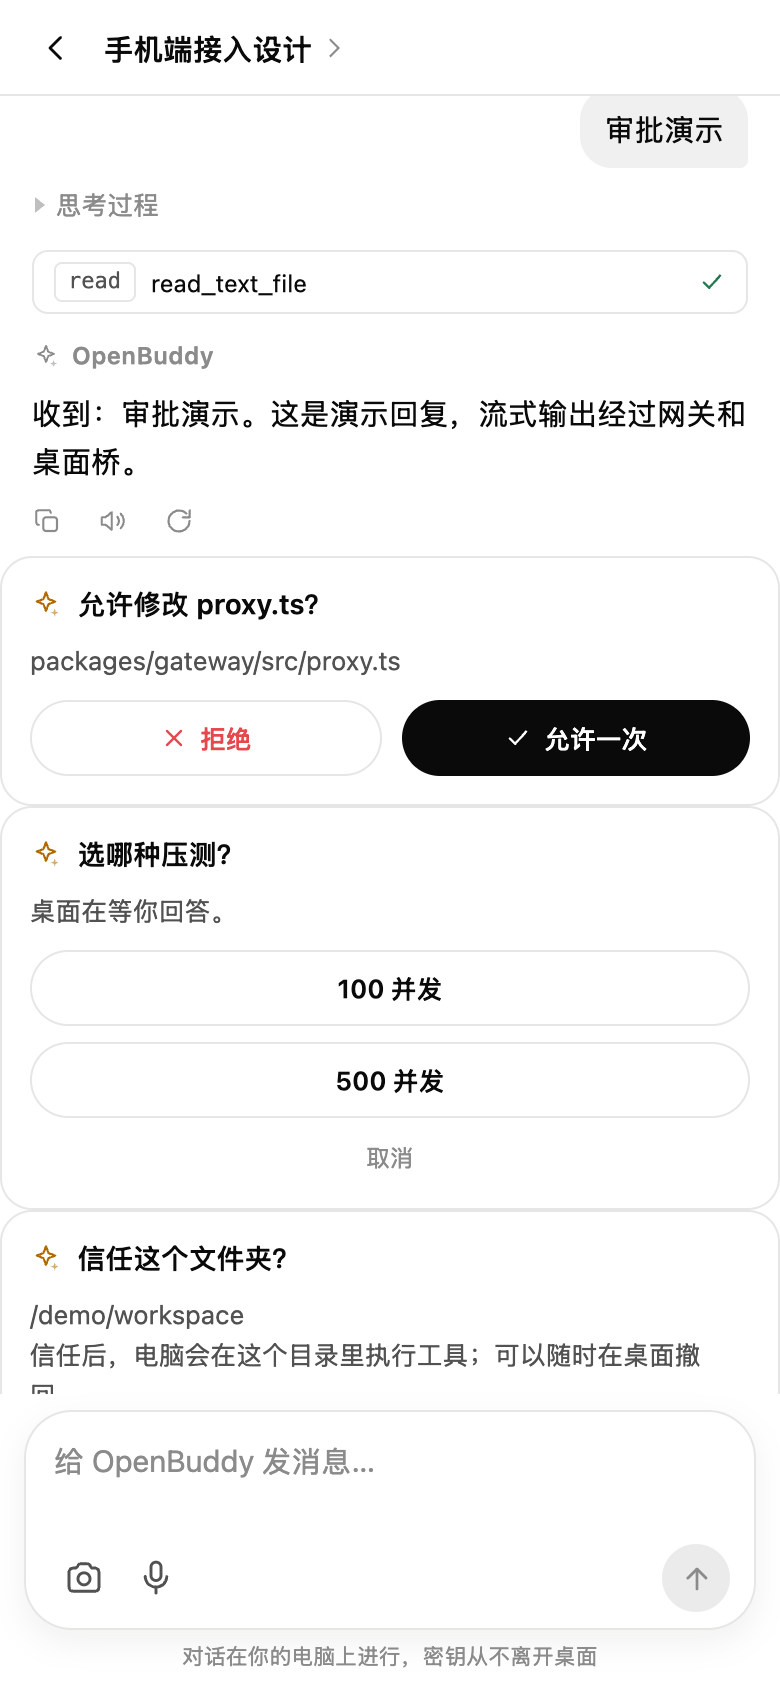 手机端接入设计
审批演示
思考过程
read read_text_file
OpenBuddy
收到：审批演示。这是演示回复，流式输出经过网关和
桌面桥。
允许修改 proxy.ts?
packages/gateway/src/proxy.ts
拒绝
允许一次
选哪种压测?
桌面在等你回答。
100 并发
500 并发
取消
信任这个文件夹?
/demo/workspace
信任后，电脑会在这个目录里执行工具；可以随时在桌面撤
给 OpenBuddy 发消息...
对话在你的电脑上进行，密钥从不离开桌面